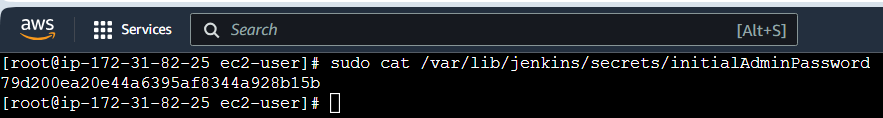 aws
Services
Search
[Alt+S]
[root@ip-172-31-82-25 ec2-user]# sudo cat /var/lib/jenkins/secrets/initialAdminPassword
79d200ea20e44a6395af8344a928b15b
[root@ip-172-31-82-25 ec2-user]#